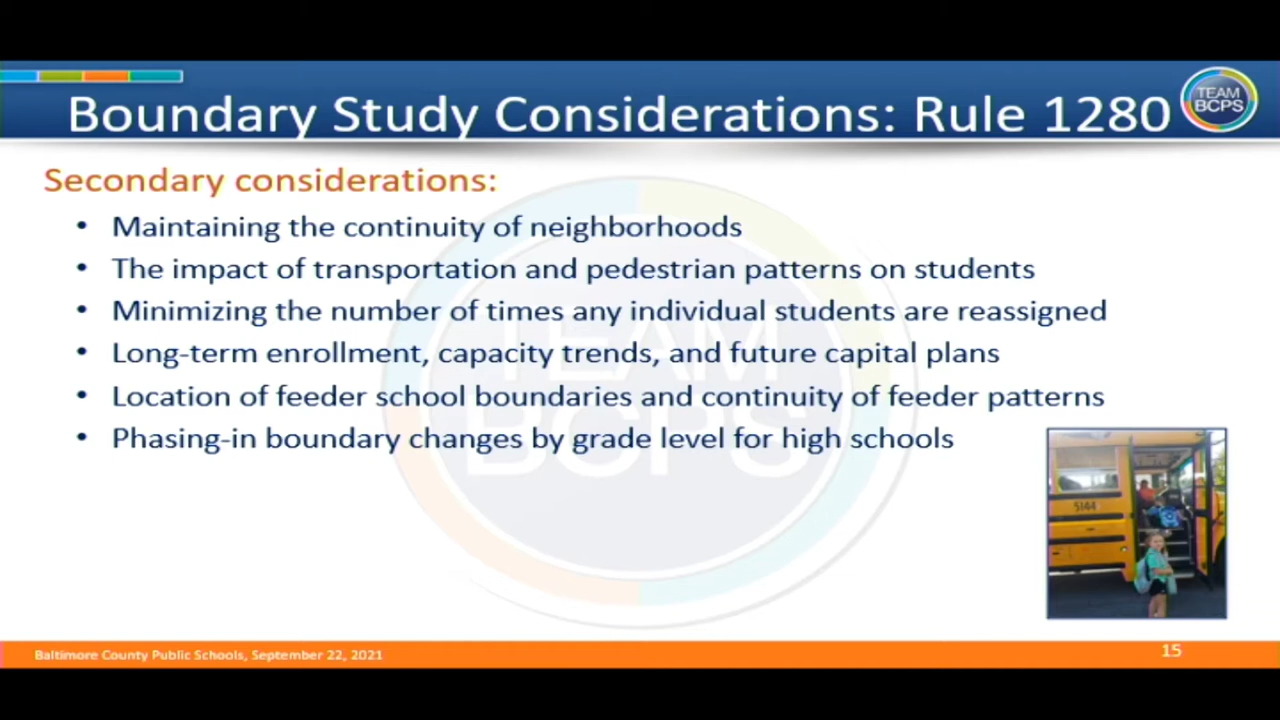 Boundary Study Considerations: Rule 1280
TEAM
BCPS
Secondary considerations:
• Maintaining the continuity of neighborhoods
• The impact of transportation and pedestrian patterns on students
• Minimizing the number of times any individual students are reassigned
• Long-term enrollment, capacity trends, and future capital plans
• Location of feeder school boundaries and continuity of feeder patterns
• Phasing-in boundary changes by grade level for high schools
TEAM
BCPS
5144
Baltimore County Public Schools, September 22, 2021
15